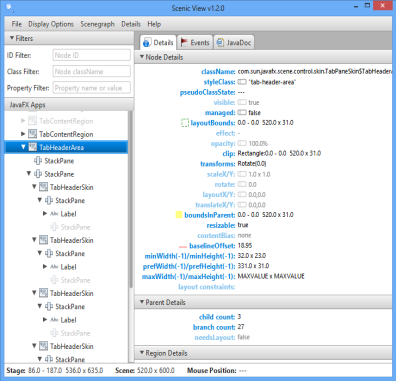 Scenic View v1.2.0
File Display Options Scenegraph Details Help
Filters
ID Filter: Node ID
Class Filter: Node className
Property Filter: Property name or value
JavaFX Apps
TabContentRegion
TabContentRegion
TabHeaderArea
StackPane
StackPane
TabHeaderSkin
StackPane
Abc Label
StackPane
TabHeaderSkin
StackPane
Abc Label
StackPane
TabHeaderSkin
StackPane
Abc Label
StackPane
TabHeaderSkin
StackPane
Details Events JavaDoc
Node Details
className: com.sun.javafx.scene.control.skin.TabPaneSkin$TabHeaderA
styleClass: 'tab-header-area'
pseudoClassState: ---
visible: true
managed: false
layoutBounds: 0.0 - 0.0 520.0 x 31.0
effect: -
opacity: 100.0%
clip: Rectangle:0.0 - 0.0 520.0 x 31.0
transforms: Rotate(0.0)
scaleX/Y: 1.0 x 1.0
rotate: 0.0
layoutX/Y: 0.0,0.0
translateX/Y: 0.0,0.0
boundsInParent: 0.0 - 0.0 520.0 x 31.0
resizable: true
contentBias: none
baselineOffset: 18.95
minWidth(-1)/minHeight(-1): 32.0 x 23.0
prefWidth(-1)/prefHeight(-1): 331.0 x 31.0
maxWidth(-1)/maxHeight(-1): MAXVALUE x MAXVALUE
layout constraints:
Parent Details
child count: 3
branch count: 27
needsLayout: false
Region Details
Stage: 86.0 - 187.0 536.0 x 635.0 Scene: 520.0 x 600.0 Mouse Position: ---